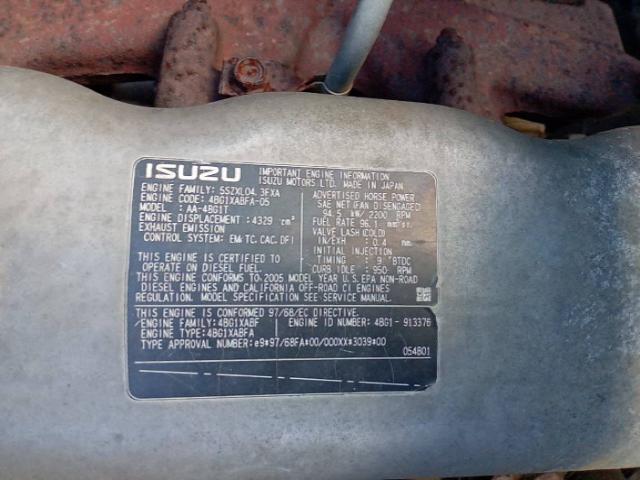 ISUZU
IMPORTANT ENGINE INFORMATION
ISUZU MOTORS LTD. MADE IN JAPAN
ENGINE FAMILY: 5SZXL04.3FXA
ENGINE FAMILY: 4BG1XABFA-05
MODEL: AA-4BG1T
DISPLACEMENT: 4329 cm³
EXHAUST EMISSION
CONTROL SYSTEM: EM,TC,CAC,DFI
THIS ENGINE IS CERTIFIED TO
OPERATE ON DIESEL FUEL.
ADVERTISED HORSE POWER
SAE NET (FAN DISENGAGED)
94.5 kW/ 2200 RPM
FUEL RATE 96.1 mm³/st
VALVE LASH (COLD)
IN/EXH : 0.4 mm
INITIAL INJECTION
TIMING : 9 °BTDC
CURB IDLE : 950 RPM
THIS ENGINE CONFORMS TO 2005 MODEL YEAR U.S.EPA NON-ROAD
DIESEL ENGINES AND CALIFORNIA OFF-ROAD CI ENGINES
REGULATION. MODEL SPECIFIC INFORMATION. SEE SHOP MANUAL.
THIS ENGINE IS CONFORMED 97/68/EC DIRECTIVE.
ENGINE FAMILY:4BG1XABF
ENGINE ID NUMBER: 4BG1- 913376
ENGINE TYPE:4BG1XABFA
TYPE APPROVAL NUMBER: e9*97/68FA*00/000XX*3039*00
054B01